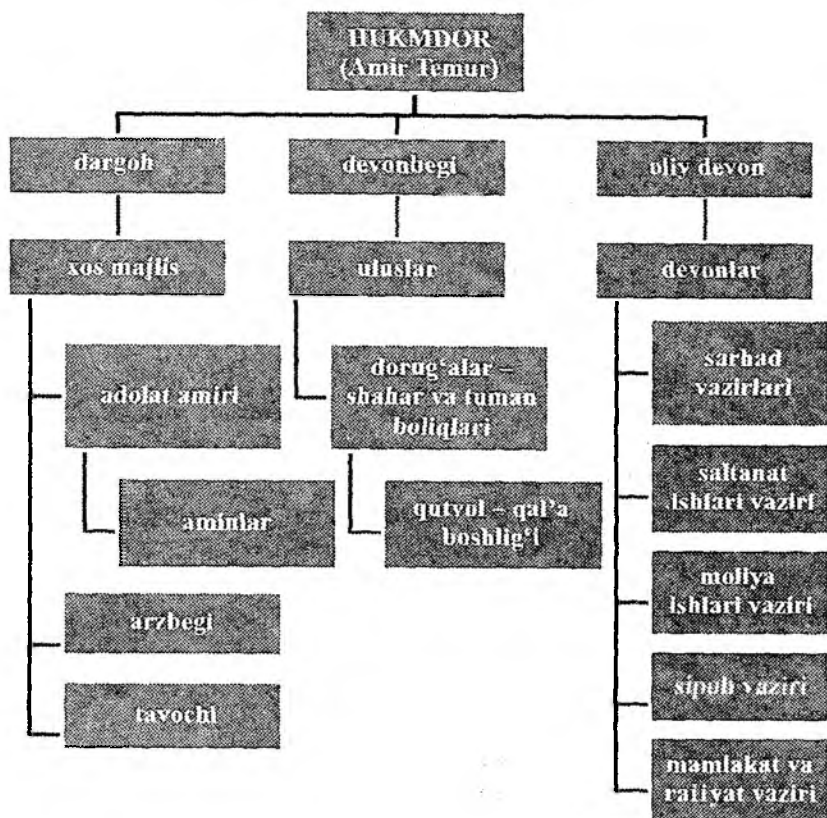 HUKMDOR
(Amir Temur)
dargoh
devonbegi
oliy devon
xos majlis
uluslar
devonlar
adolat amiri
aminlar
arzbegi
tavochi
dorug‘alar –
shahar va tuman
boliqlari
qutvol – qal’a
boshlig‘i
sarhad
vazirlari
saltanat
ishlari vaziri
moliya
ishlari vaziri
sipoh vaziri
mamlakat va
raiiyat vaziri